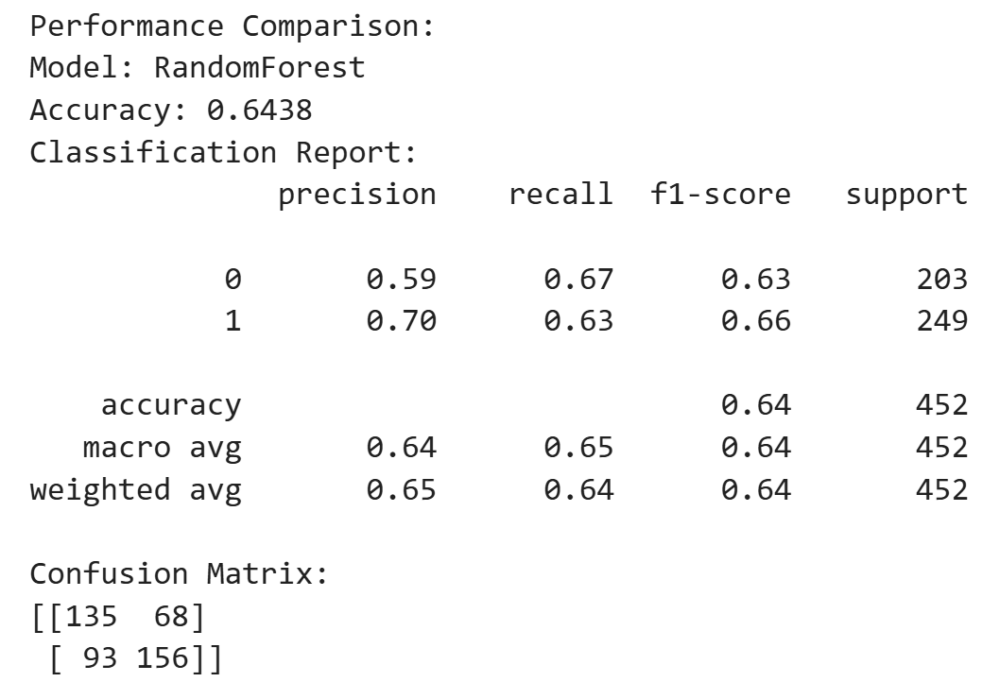 Performance Comparison:
Model: RandomForest
Accuracy: 0.6438
Classification Report:
              precision    recall  f1-score   support

           0       0.59      0.67      0.63       203
           1       0.70      0.63      0.66       249

    accuracy                           0.64       452
   macro avg       0.64      0.65      0.64       452
weighted avg       0.65      0.64      0.64       452

Confusion Matrix:
[[135  68]
 [ 93 156]]